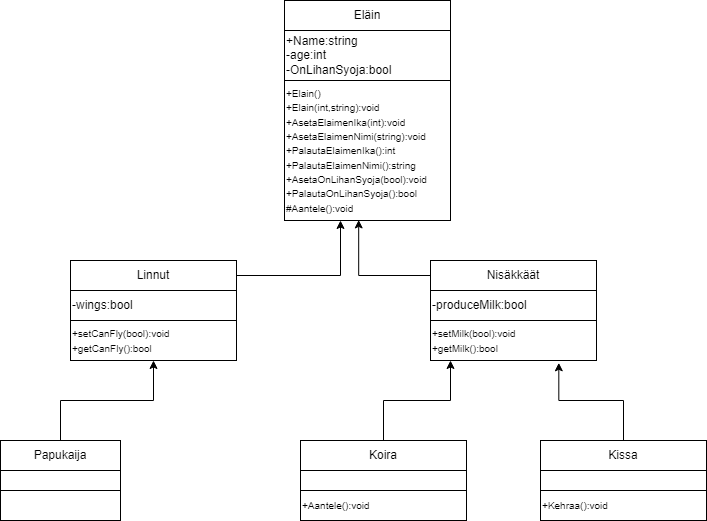 Eläin
+Name:string
-age:int
-OnLihanSyoja:bool
+Elain()
+Elain(int,string):void
+AsetaElaimenIka(int):void
+AsetaElaimenNimi(string):void
+PalautaElaimenIka():int
+PalautaElaimenNimi():string
+AsetaOnLihanSyoja(bool):void
+PalautaOnLihanSyoja():bool
#Aantele():void
Linnut
-wings:bool
+setCanFly(bool):void
+getCanFly():bool
Nisäkkäät
-produceMilk:bool
+setMilk(bool):void
+getMilk():bool
Papukaija
Koira
+Aantele():void
Kissa
+Kehraa():void